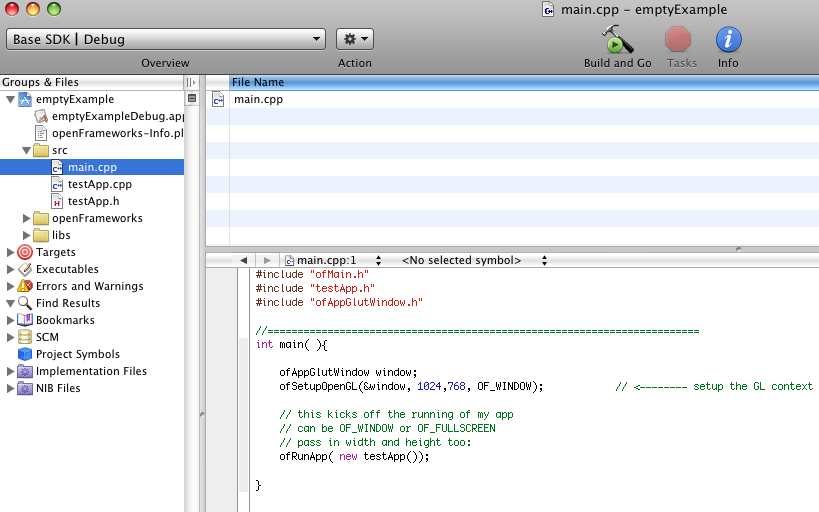 main.cpp – emptyExample
Base SDK | Debug
Overview
Action
Build and Go
Tasks
Info
Groups & Files
emptyExample
emptyExampleDebug.app
openFrameworks-Info.pl
src
main.cpp
testApp.cpp
testApp.h
openFrameworks
libs
Targets
Executables
Errors and Warnings
Find Results
Bookmarks
SCM
Project Symbols
Implementation Files
NIB Files
File Name
main.cpp
main.cpp:1 <No selected symbol>
#include "ofMain.h"
#include "testApp.h"
#include "ofAppGlutWindow.h"
//========================================================================
int main( ){
ofAppGlutWindow window;
ofSetupOpenGL(&window, 1024,768, OF_WINDOW); // <-------- setup the GL context
// this kicks off the running of my app
// can be OF_WINDOW or OF_FULLSCREEN
// pass in width and height too:
ofRunApp( new testApp());
}